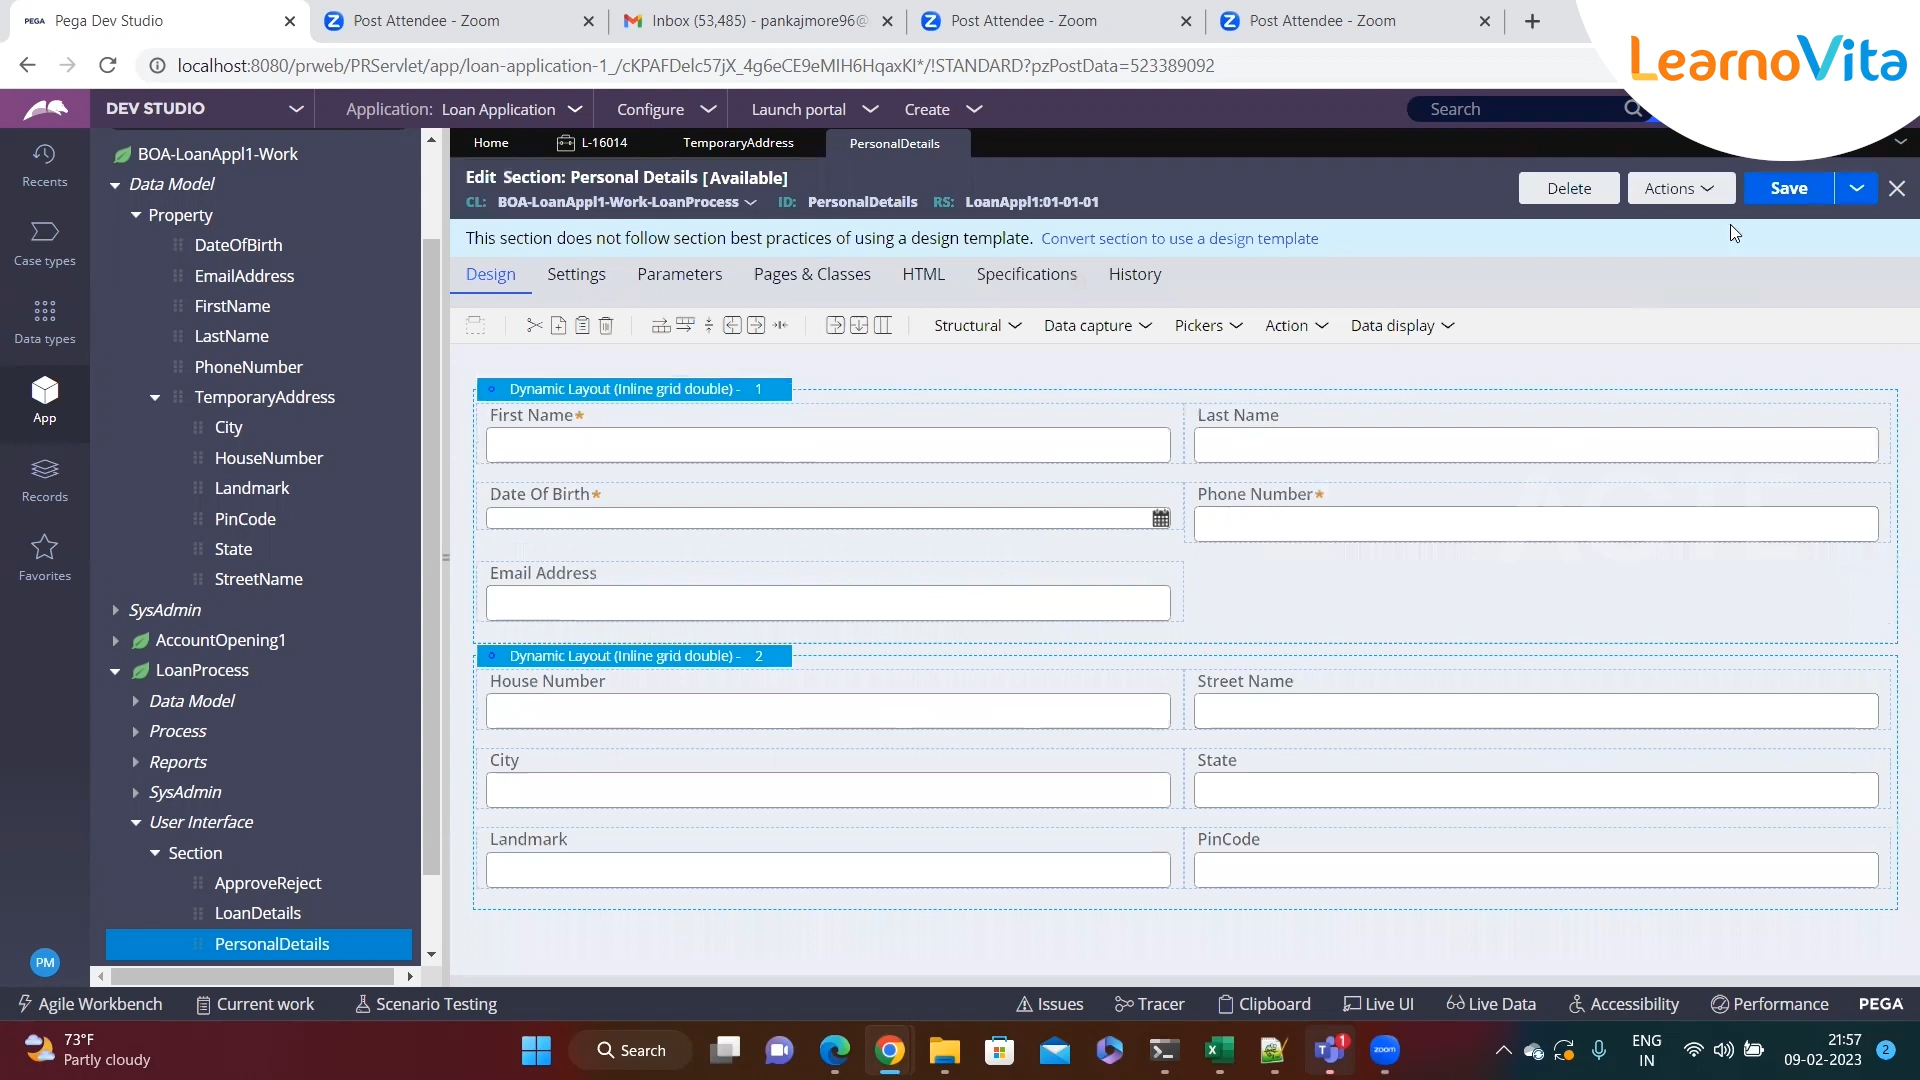 PEGA Pega Dev Studio
Post Attendee - Zoom
Inbox (53,485) - pankajmore96@
Post Attendee - Zoom
Post Attendee - Zoom
LearnoVita
localhost:8080/prweb/PRServlet/app/loan-application-1_/cKPAFDelc57jX_4g6eCE9eMIH6HqaxKI*/!STANDARD?pzPostData=523389092
DEV STUDIO
Application: Loan Application
Configure
Launch portal
Create
Search
Recents
Case types
Data types
App
Records
Favorites
PM
BOA-LoanAppl1-Work
Data Model
Property
DateOfBirth
EmailAddress
FirstName
LastName
PhoneNumber
TemporaryAddress
City
HouseNumber
Landmark
PinCode
State
StreetName
SysAdmin
AccountOpening1
LoanProcess
Data Model
Process
Reports
SysAdmin
User Interface
Section
ApproveReject
LoanDetails
PersonalDetails
Home
L-16014
TemporaryAddress
PersonalDetails
Edit Section: Personal Details [Available]
CL: BOA-LoanAppl1-Work-LoanProcess ID: PersonalDetails RS: LoanAppl1:01-01-01
Delete
Actions
Save
This section does not follow section best practices of using a design template. Convert section to use a design template
Design Settings Parameters Pages & Classes HTML Specifications History
Structural Data capture Pickers Action Data display
Dynamic Layout (Inline grid double) - 1
First Name*
Last Name
Date Of Birth*
Phone Number*
Email Address
Dynamic Layout (Inline grid double) - 2
House Number
Street Name
City
State
Landmark
PinCode
Agile Workbench
Current work
Scenario Testing
Issues
Tracer
Clipboard
Live UI
Live Data
Accessibility
Performance
PEGA
73°F
Partly cloudy
Search
1
zoom
ENG
IN
21:57
09-02-2023
2